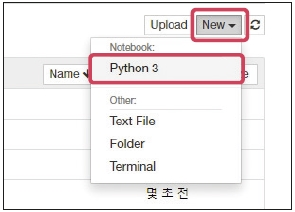 Upload New
Notebook:
Name Python 3
Other:
Text File
Folder
Terminal
몇 초 전